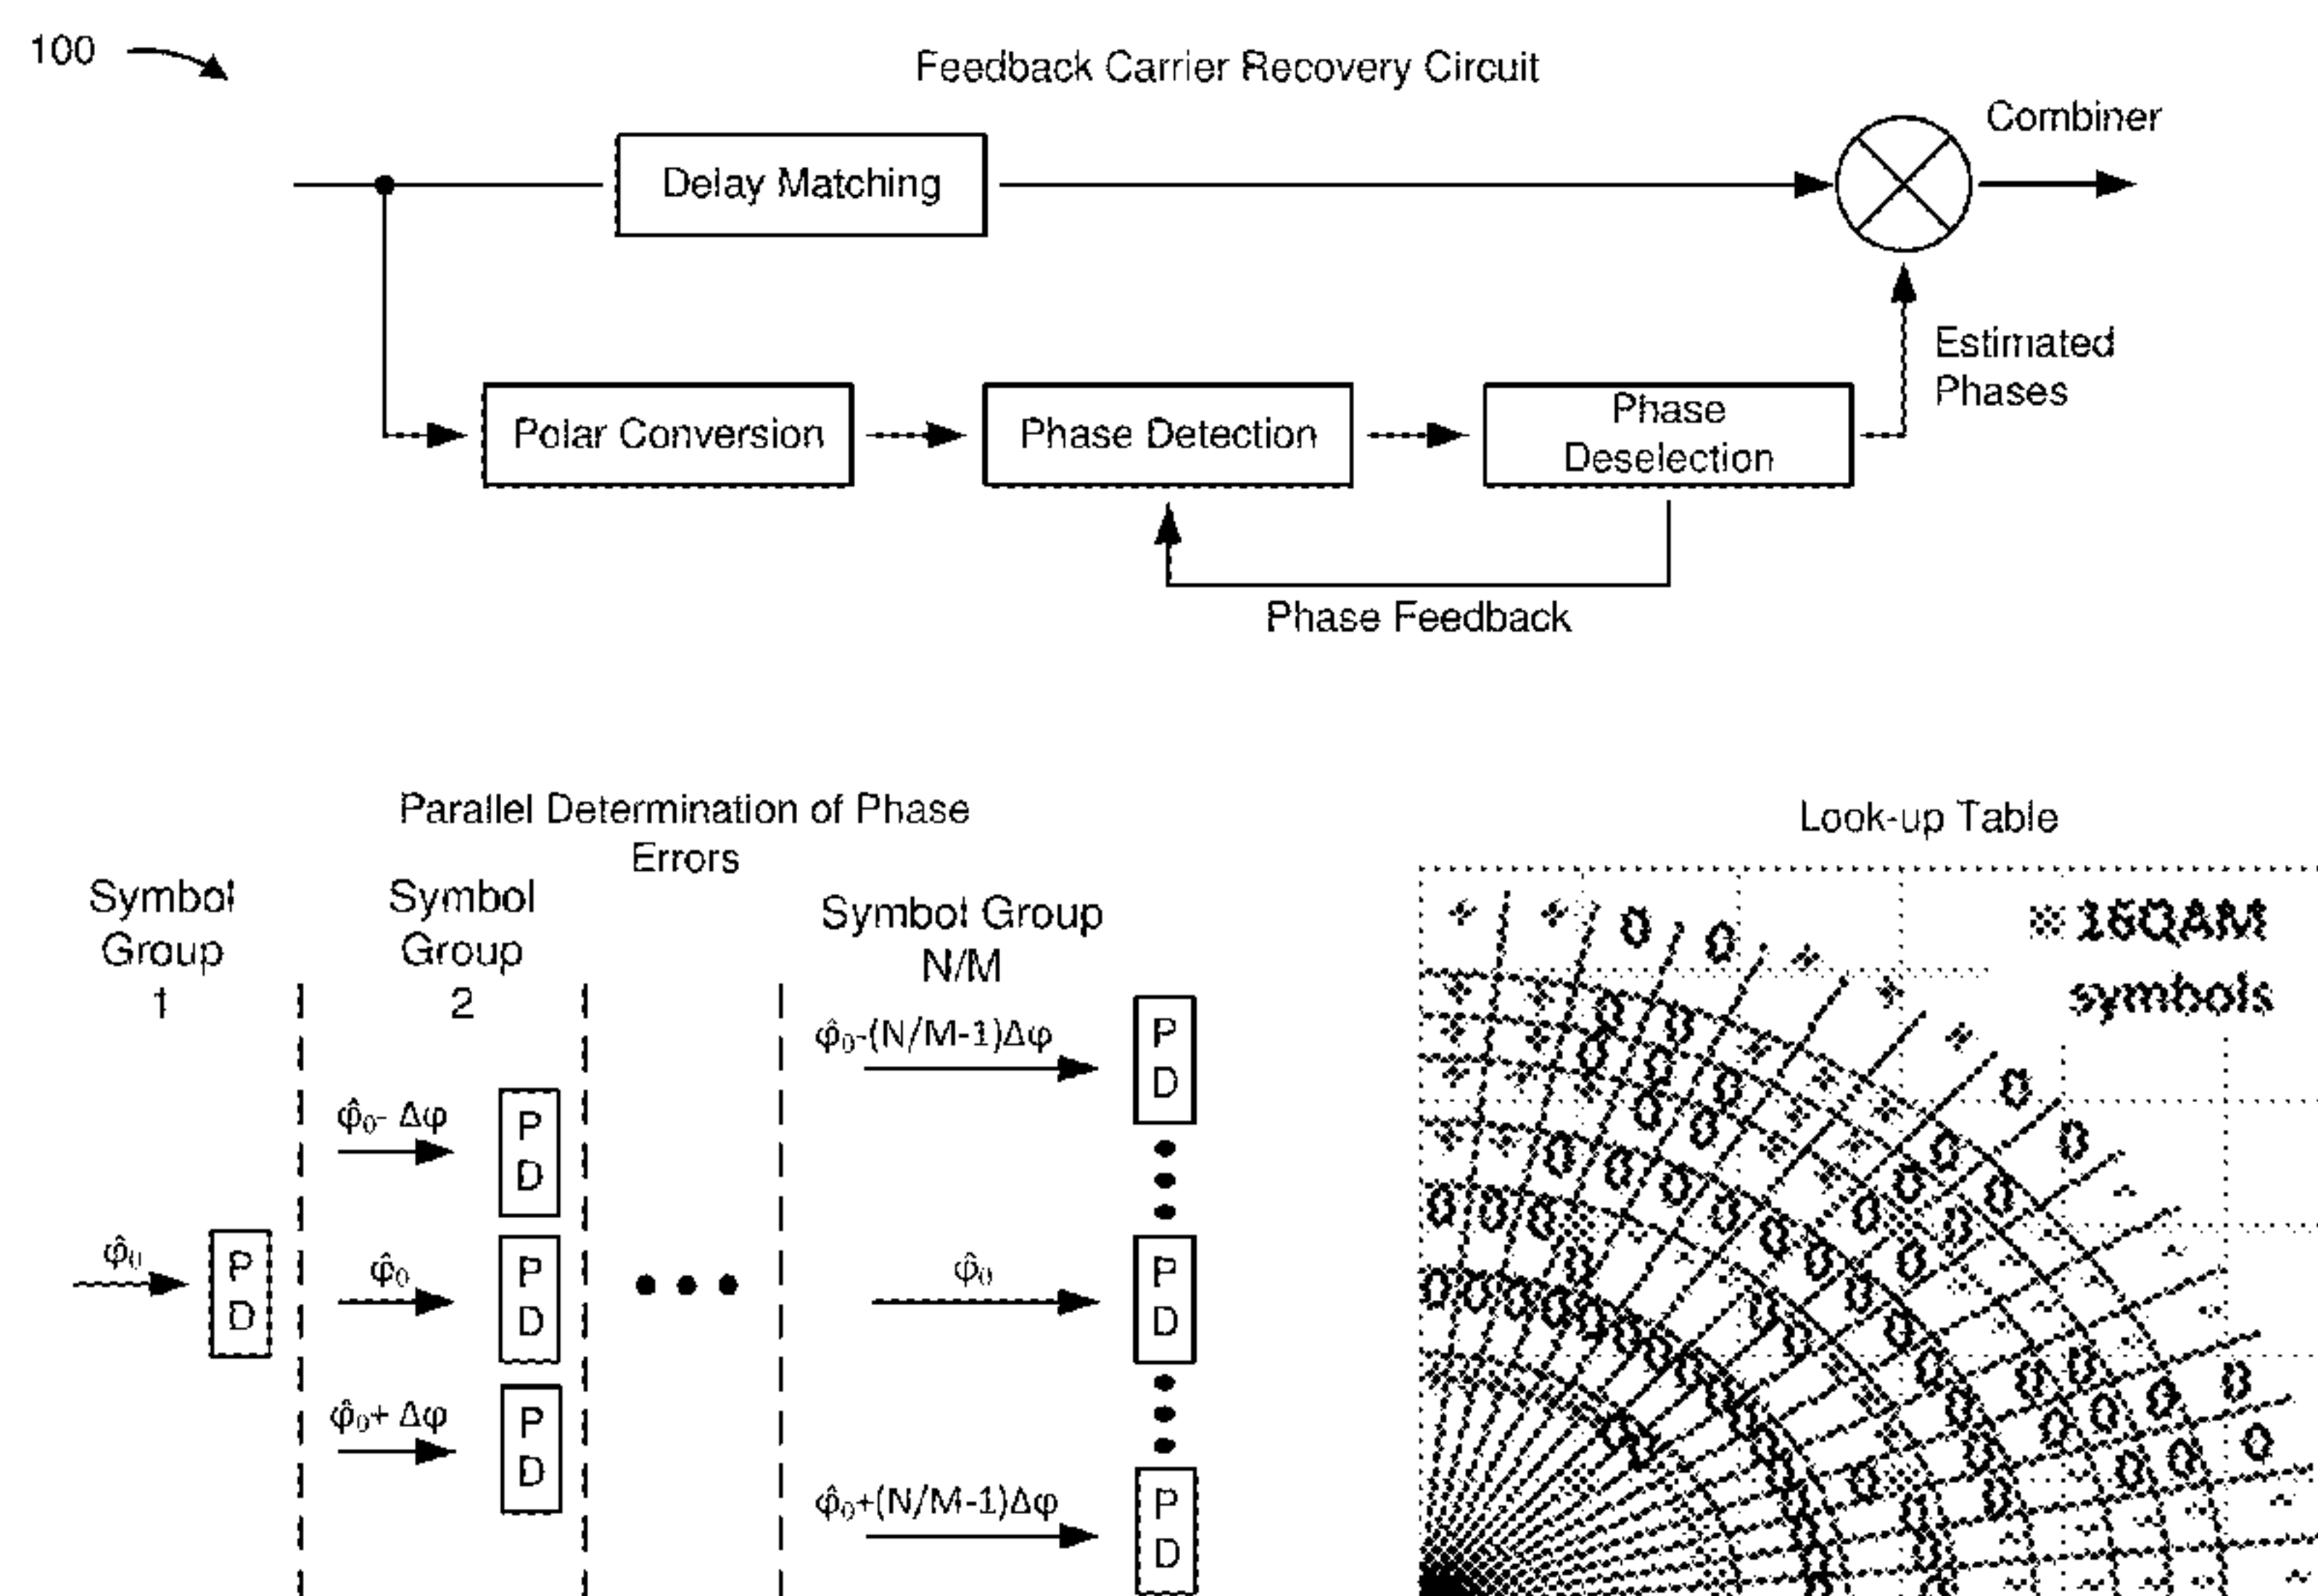 100
Feedback Carrier Recovery Circuit
Combiner
Delay Matching
Estimated
Phases
Polar Conversion
Phase Detection
Phase
Deselection
Phase Feedback
Parallel Determination of Phase
Errors
Look-up Table
Symbol
Group
1
Symbol
Group
2
Symbol Group
N/M
16QAM
symbols
φ̂₀-(N/M-1)Δφ
P
D
φ̂₀- Δφ
P
D
φ̂₀
P
D
φ̂₀
P
D
φ̂₀
P
D
φ̂₀+ Δφ
P
D
φ̂₀+(N/M-1)Δφ
P
D